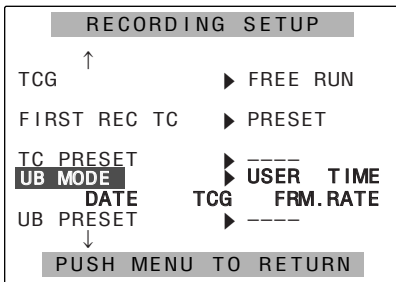 RECORDING SETUP
↑
TCG ▶ FREE RUN
FIRST REC TC ▶ PRESET
TC PRESET ▶ ----
UB MODE ▶ USER TIME
DATE TCG FRM.RATE
UB PRESET ▶ ----
↓
PUSH MENU TO RETURN